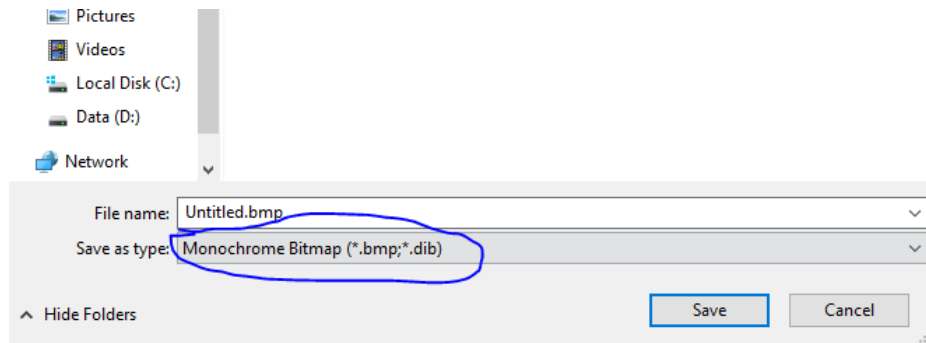 Pictures
Videos
Local Disk (C:)
Data (D:)
Network
File name: Untitled.bmp
Save as type: Monochrome Bitmap (*.bmp;*.dib)
Hide Folders Save Cancel